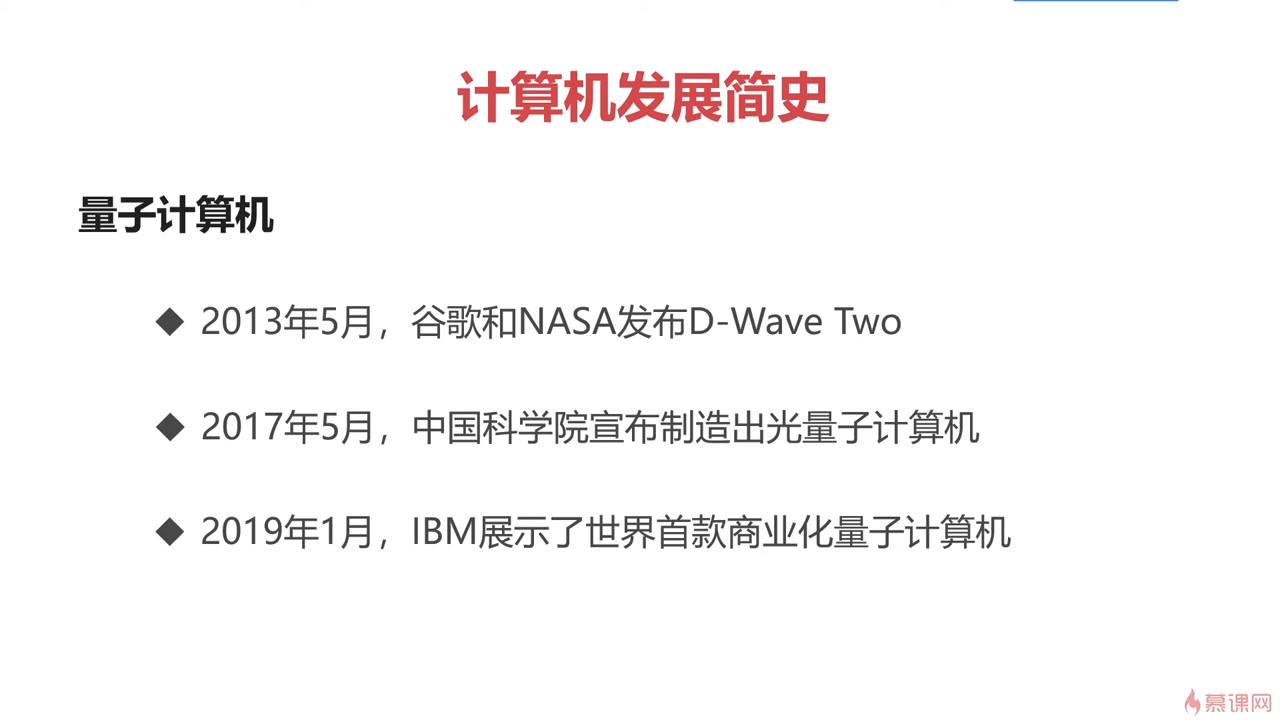 计算机发展简史
量子计算机
◆ 2013年5月，谷歌和NASA发布D-Wave Two
◆ 2017年5月，中国科学院宣布制造出光量子计算机
◆ 2019年1月，IBM展示了世界首款商业化量子计算机
慕课网